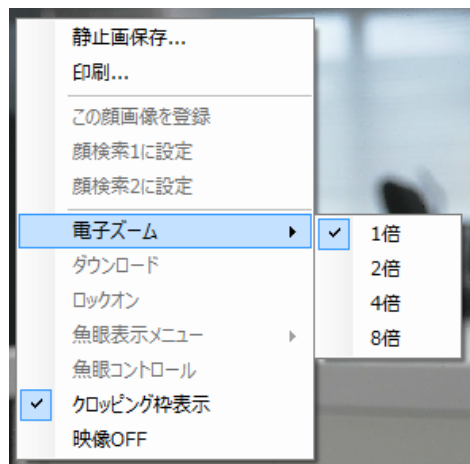 静止画保存...
印刷...
この顔画像を登録
顔検索1に設定
顔検索2に設定
電子ズーム
1倍
ダウンロード
2倍
ロックオン
4倍
魚眼表示メニュー
8倍
魚眼コントロール
クロッピング枠表示
映像OFF